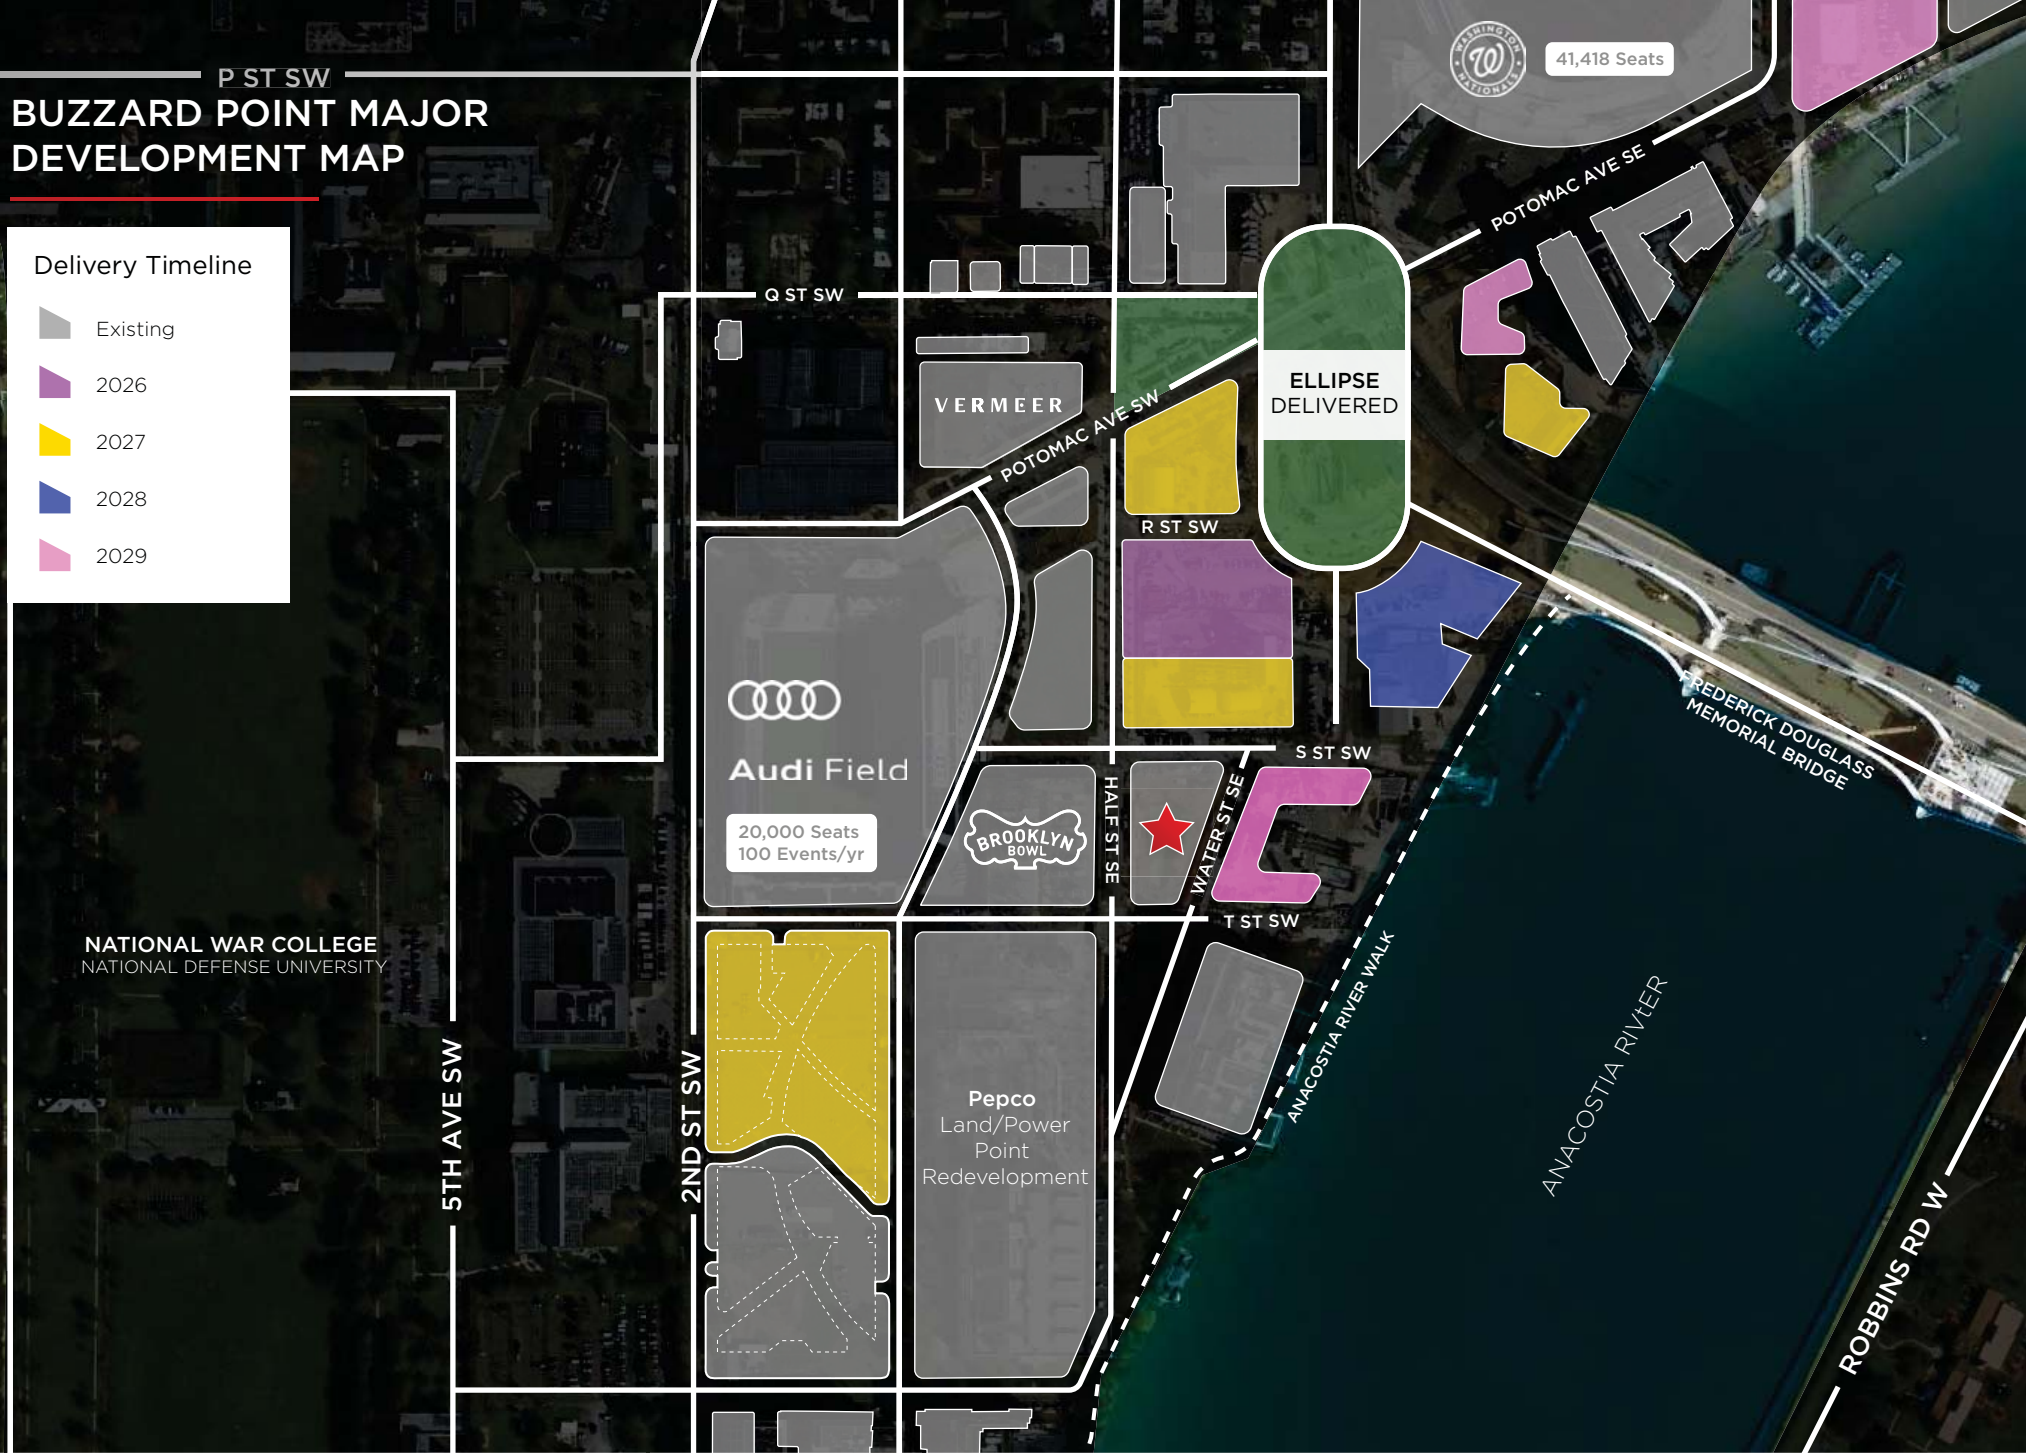 P ST SW
BUZZARD POINT MAJOR
DEVELOPMENT MAP
Delivery Timeline
Existing
2026
2027
2028
2029
WASHINGTON
W
NATIONALS
41,418 Seats
POTOMAC AVE SE
Q ST SW
VERMEER
POTOMAC AVE SW
ELLIPSE
DELIVERED
R ST SW
Audi Field
20,000 Seats
100 Events/yr
BROOKLYN
BOWL
HALF ST SE
WATER ST SE
S ST SW
T ST SW
FREDERICK DOUGLASS
MEMORIAL BRIDGE
NATIONAL WAR COLLEGE
NATIONAL DEFENSE UNIVERSITY
5TH AVE SW
2ND ST SW
Pepco
Land/Power
Point
Redevelopment
ANACOSTIA RIVER WALK
ANACOSTIA RIVtER
ROBBINS RD W